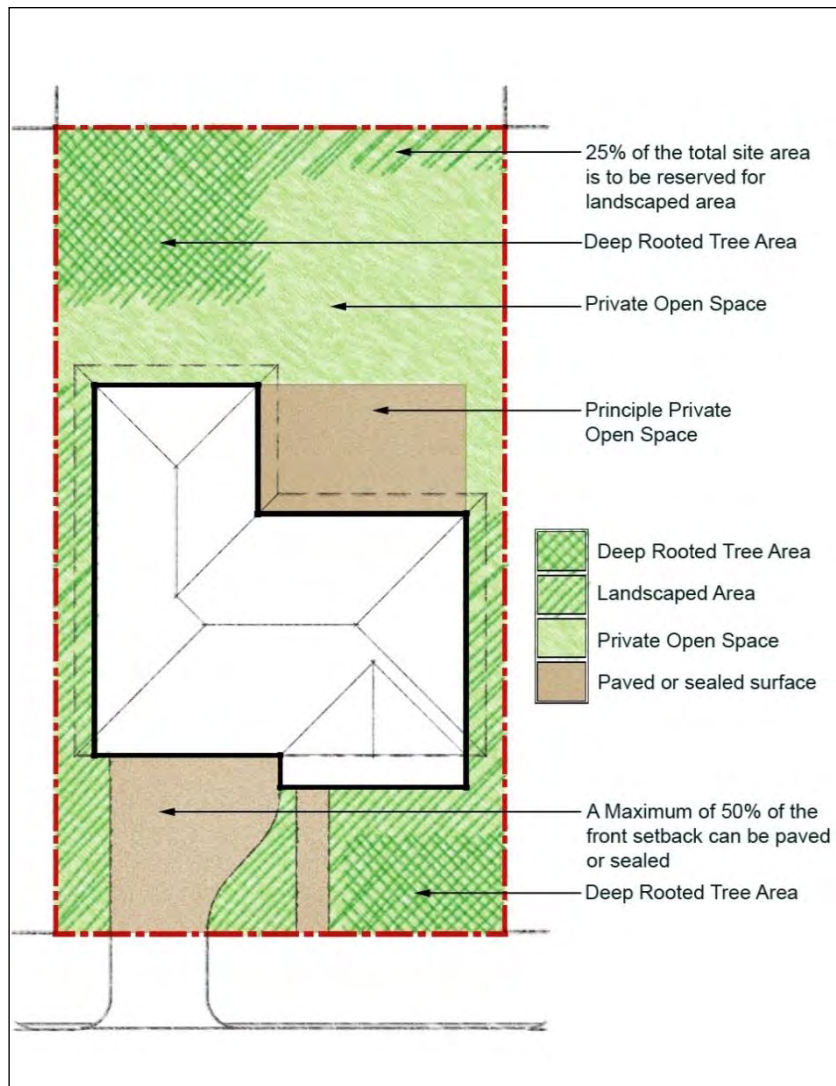 25% of the total site area
is to be reserved for
landscaped area
Deep Rooted Tree Area
Private Open Space
Principle Private
Open Space
Deep Rooted Tree Area
Landscaped Area
Private Open Space
Paved or sealed surface
A Maximum of 50% of the
front setback can be paved
or sealed
Deep Rooted Tree Area